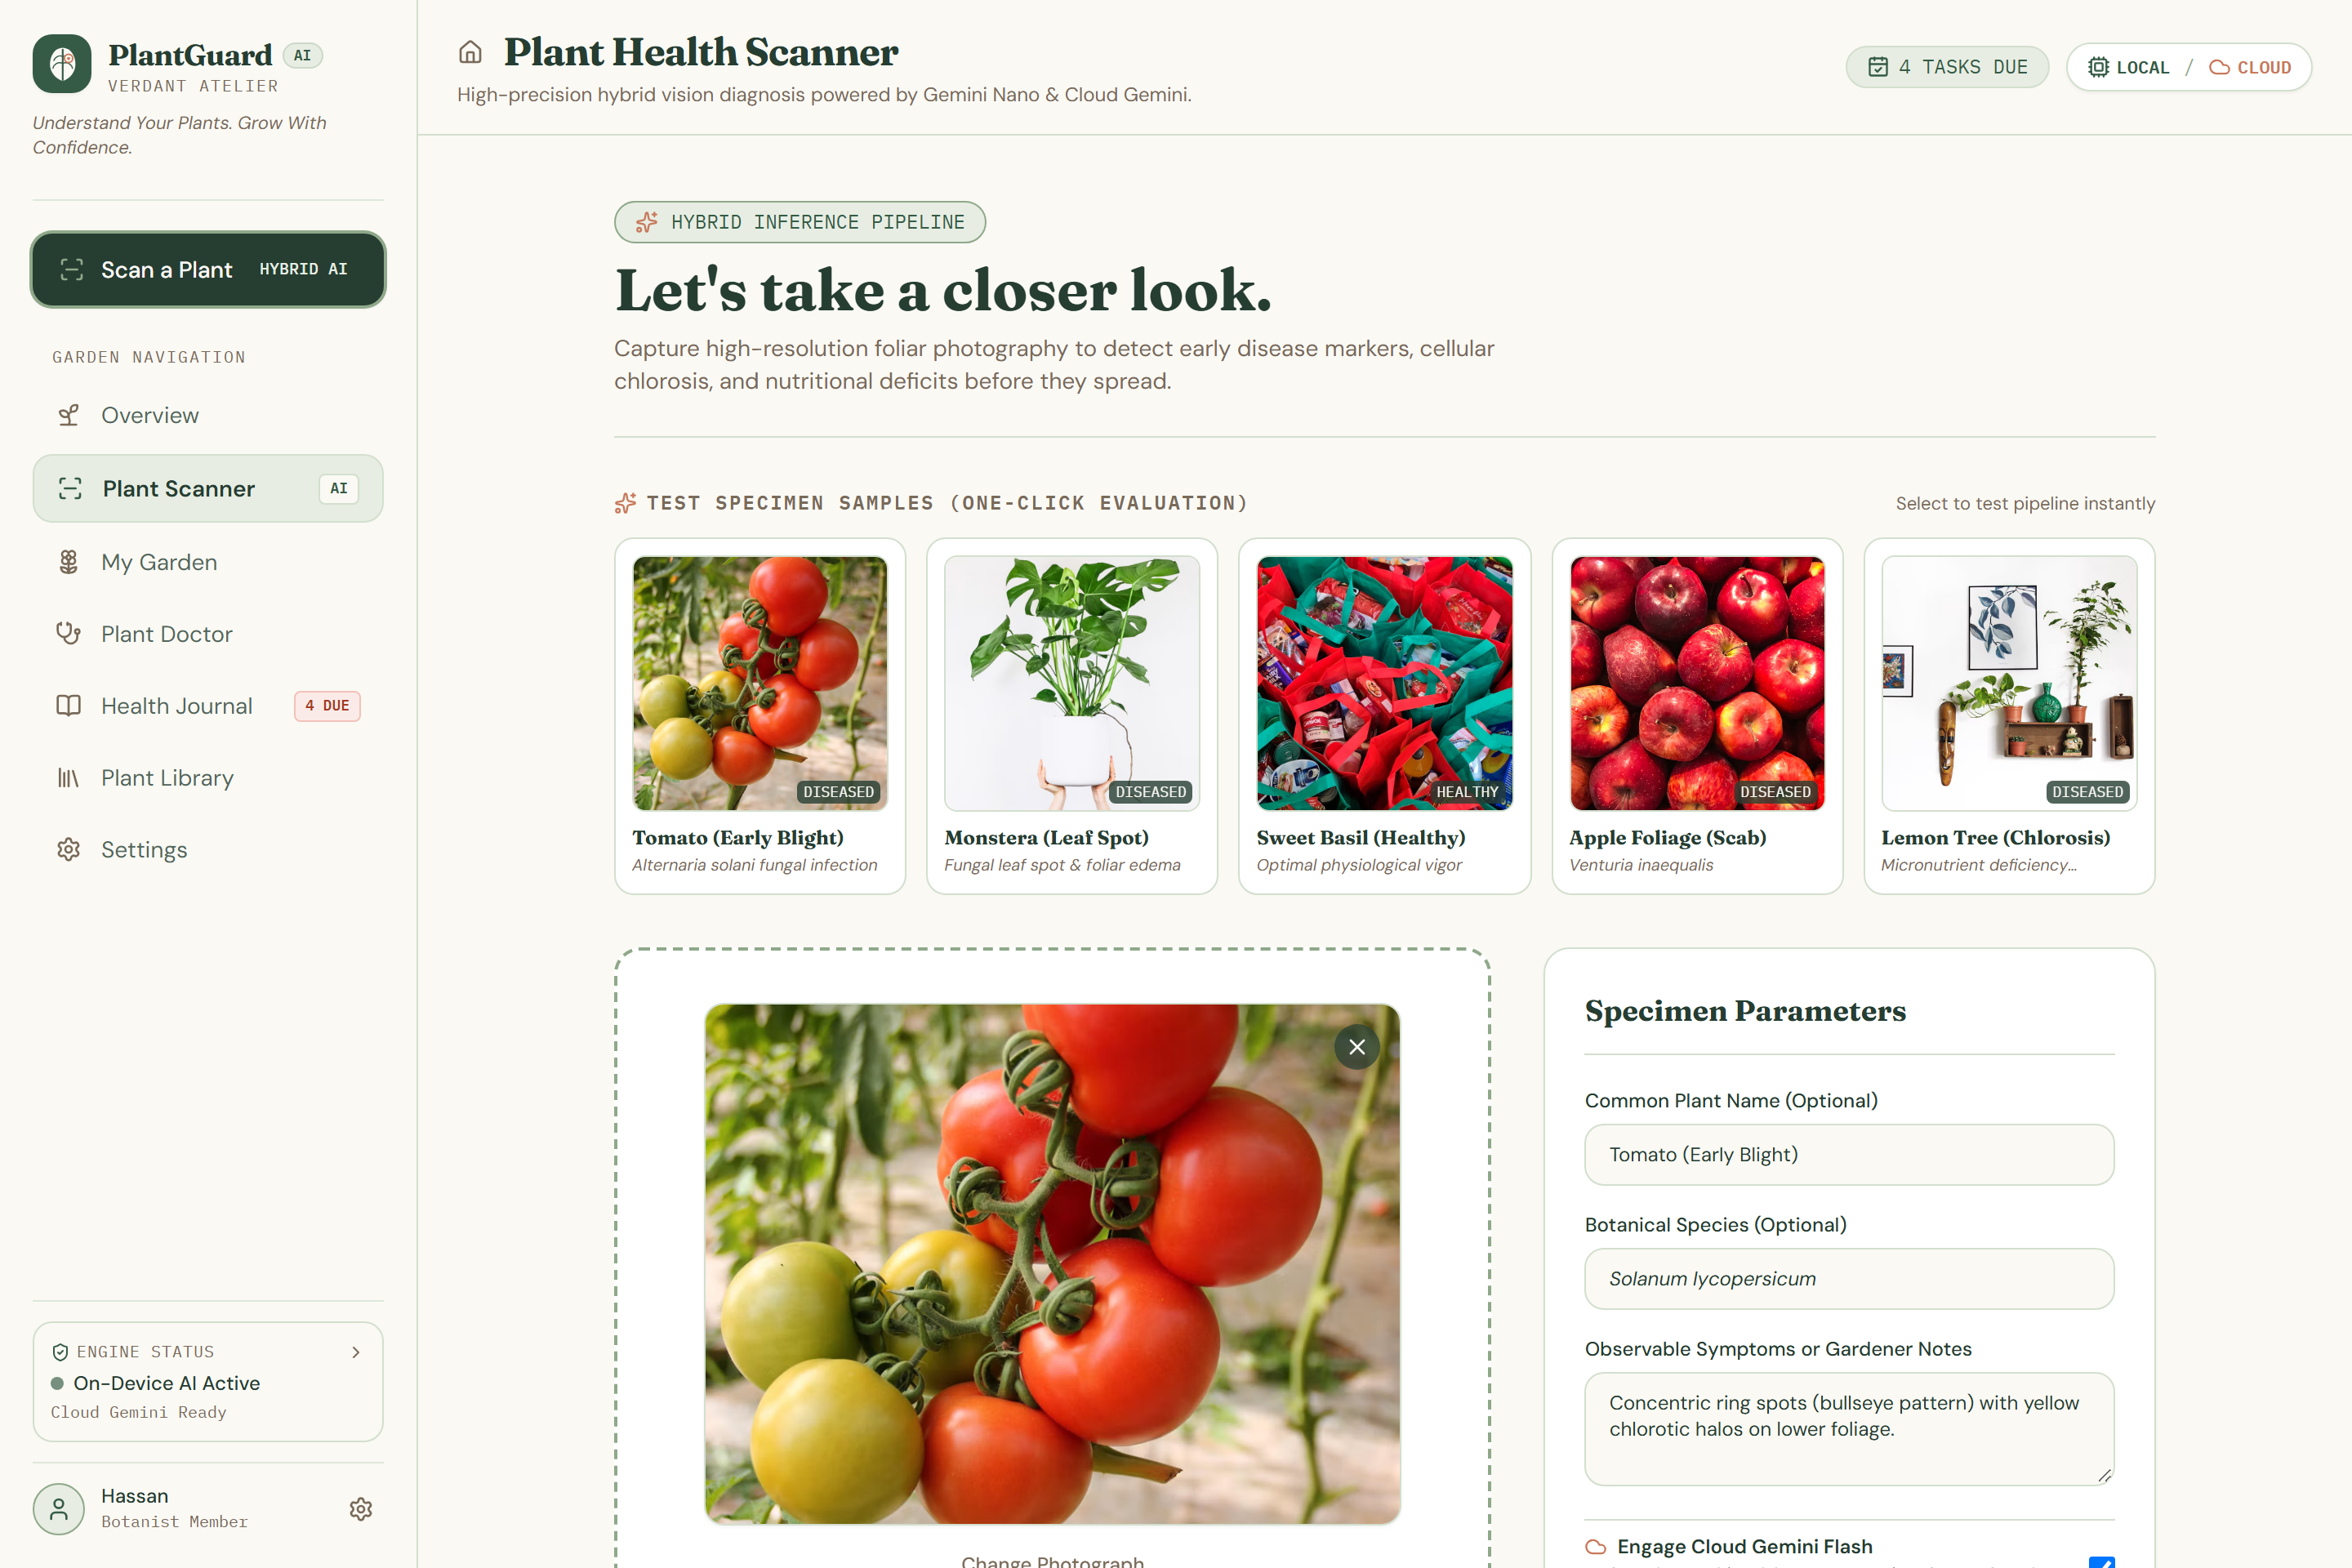 PlantGuard AI
VERDANT ATELIER
Understand Your Plants. Grow With
Confidence.
Scan a Plant HYBRID AI
GARDEN NAVIGATION
Overview
Plant Scanner AI
My Garden
Plant Doctor
Health Journal 4 DUE
Plant Library
Settings
ENGINE STATUS
On-Device AI Active
Cloud Gemini Ready
Hassan
Botanist Member
Plant Health Scanner
High-precision hybrid vision diagnosis powered by Gemini Nano & Cloud Gemini.
4 TASKS DUE
LOCAL / CLOUD
HYBRID INFERENCE PIPELINE
Let's take a closer look.
Capture high-resolution foliar photography to detect early disease markers, cellular
chlorosis, and nutritional deficits before they spread.
TEST SPECIMEN SAMPLES (ONE-CLICK EVALUATION)
Select to test pipeline instantly
DISEASED
Tomato (Early Blight)
Alternaria solani fungal infection
DISEASED
Monstera (Leaf Spot)
Fungal leaf spot & foliar edema
HEALTHY
Sweet Basil (Healthy)
Optimal physiological vigor
DISEASED
Apple Foliage (Scab)
Venturia inaequalis
DISEASED
Lemon Tree (Chlorosis)
Micronutrient deficiency...
Change Photograph
Specimen Parameters
Common Plant Name (Optional)
Tomato (Early Blight)
Botanical Species (Optional)
Solanum lycopersicum
Observable Symptoms or Gardener Notes
Concentric ring spots (bullseye pattern) with yellow
chlorotic halos on lower foliage.
Engage Cloud Gemini Flash